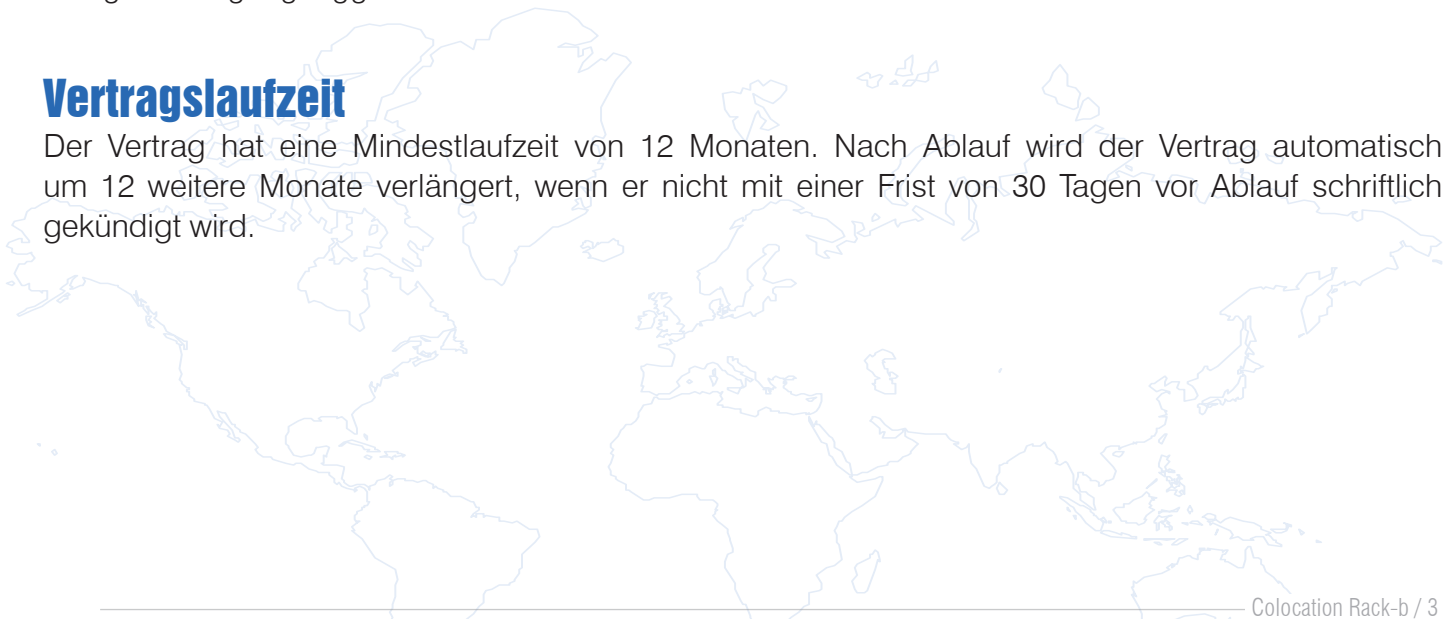 Vertragslaufzeit
Der Vertrag hat eine Mindestlaufzeit von 12 Monaten. Nach Ablauf wird der Vertrag automatisch
um 12 weitere Monate verlängert, wenn er nicht mit einer Frist von 30 Tagen vor Ablauf schriftlich
gekündigt wird.
Colocation Rack-b / 3